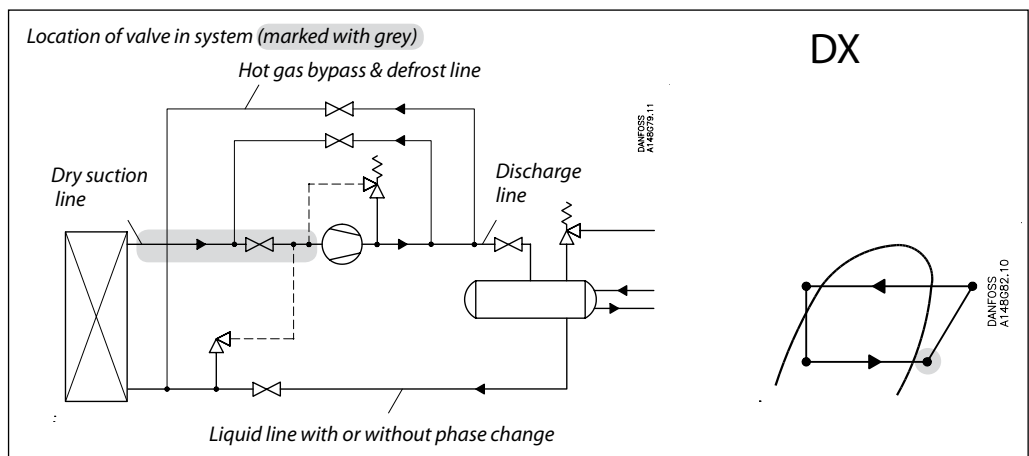 Location of valve in system (marked with grey)
DX
Hot gas bypass & defrost line
DANFOSS
A148G79.11
Dry suction
line
Discharge
line
DANFOSS
A148G82.10
Liquid line with or without phase change